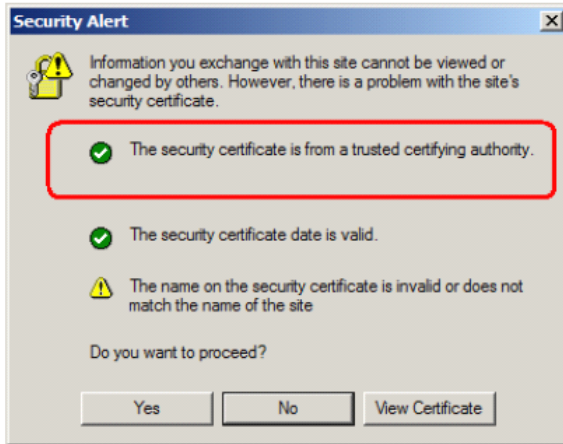 Security Alert
Information you exchange with this site cannot be viewed or
changed by others. However, there is a problem with the site's
security certificate.
The security certificate is from a trusted certifying authority.
The security certificate date is valid.
The name on the security certificate is invalid or does not
match the name of the site
Do you want to proceed?
Yes No View Certificate